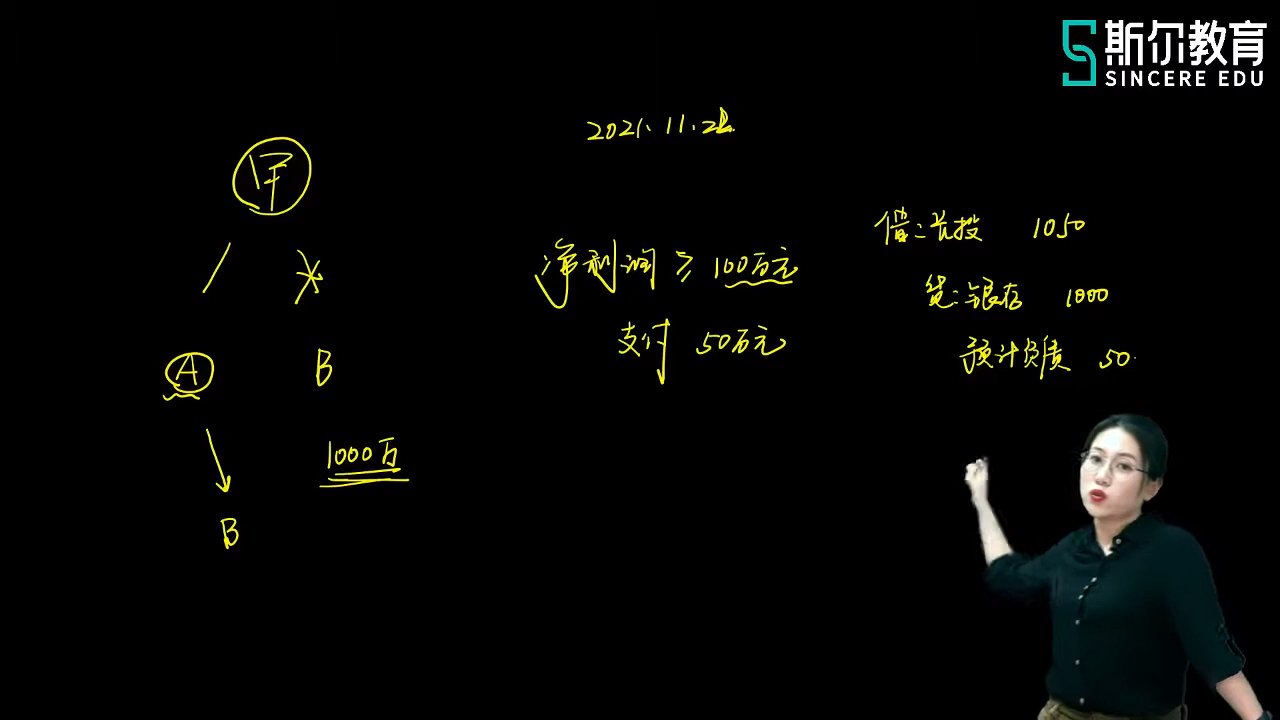 斯尔教育
SINCERE EDU
2021.11.
甲
净利润 ≥ 100万元
支付 50万元
借：长投 1050
贷：银存 1000
预计负债 50
A
B
1000万
B